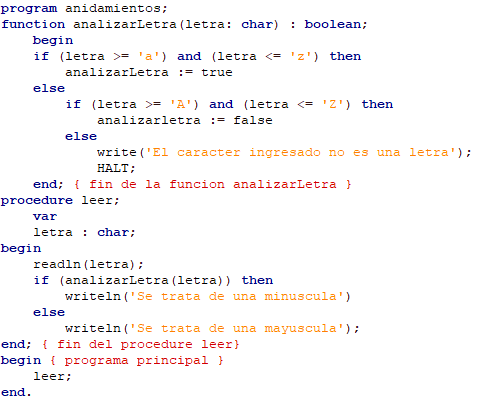 program anidamientos;
function analizarLetra(letra: char) : boolean;
    begin
    if (letra >= 'a') and (letra <= 'z') then
        analizarLetra := true
    else
        if (letra >= 'A') and (letra <= 'Z') then
            analizarletra := false
        else
            write('El caracter ingresado no es una letra');
            HALT;
    end; { fin de la funcion analizarLetra }
procedure leer;
    var
    letra : char;
begin
    readln(letra);
    if (analizarLetra(letra)) then
        writeln('Se trata de una minuscula')
    else
        writeln('Se trata de una mayuscula');
end; { fin del procedure leer}
begin { programa principal }
    leer;
end.